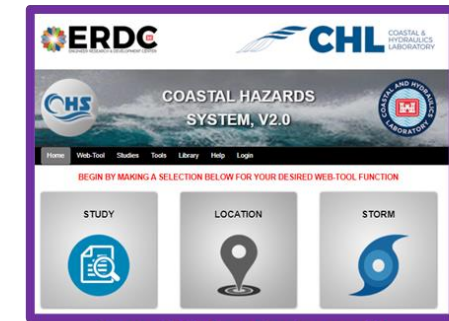 ERDC
ENGINEER RESEARCH & DEVELOPMENT CENTER
CHL
COASTAL &
HYDRAULICS
LABORATORY
CHS
COASTAL HAZARDS
SYSTEM, V2.0
COASTAL AND HYDRAULICS
LABORATORY
Home Web-Tool Studies Tools Library Help Login
BEGIN BY MAKING A SELECTION BELOW FOR YOUR DESIRED WEB-TOOL FUNCTION
STUDY
LOCATION
STORM